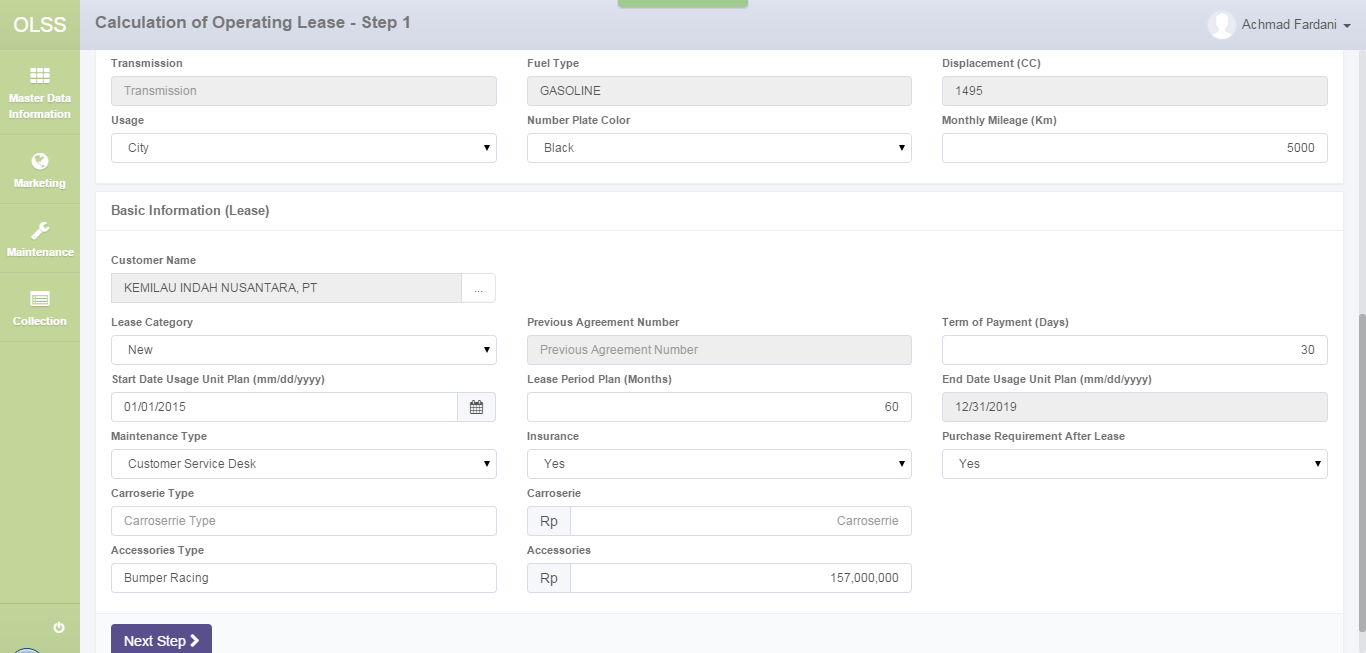 OLSS
Calculation of Operating Lease - Step 1
Achmad Fardani
Master Data
Information
Marketing
Maintenance
Collection
Transmission Fuel Type Displacement (CC)
Transmission GASOLINE 1495
Usage Number Plate Color Monthly Mileage (Km)
City Black 5000
Basic Information (Lease)
Customer Name
KEMILAU INDAH NUSANTARA, PT ...
Lease Category Previous Agreement Number Term of Payment (Days)
New Previous Agreement Number 30
Start Date Usage Unit Plan (mm/dd/yyyy) Lease Period Plan (Months) End Date Usage Unit Plan (mm/dd/yyyy)
01/01/2015 60 12/31/2019
Maintenance Type Insurance Purchase Requirement After Lease
Customer Service Desk Yes Yes
Carroserie Type Carroserie
Carroserrie Type Rp Carroserrie
Accessories Type Accessories
Bumper Racing Rp 157,000,000
Next Step